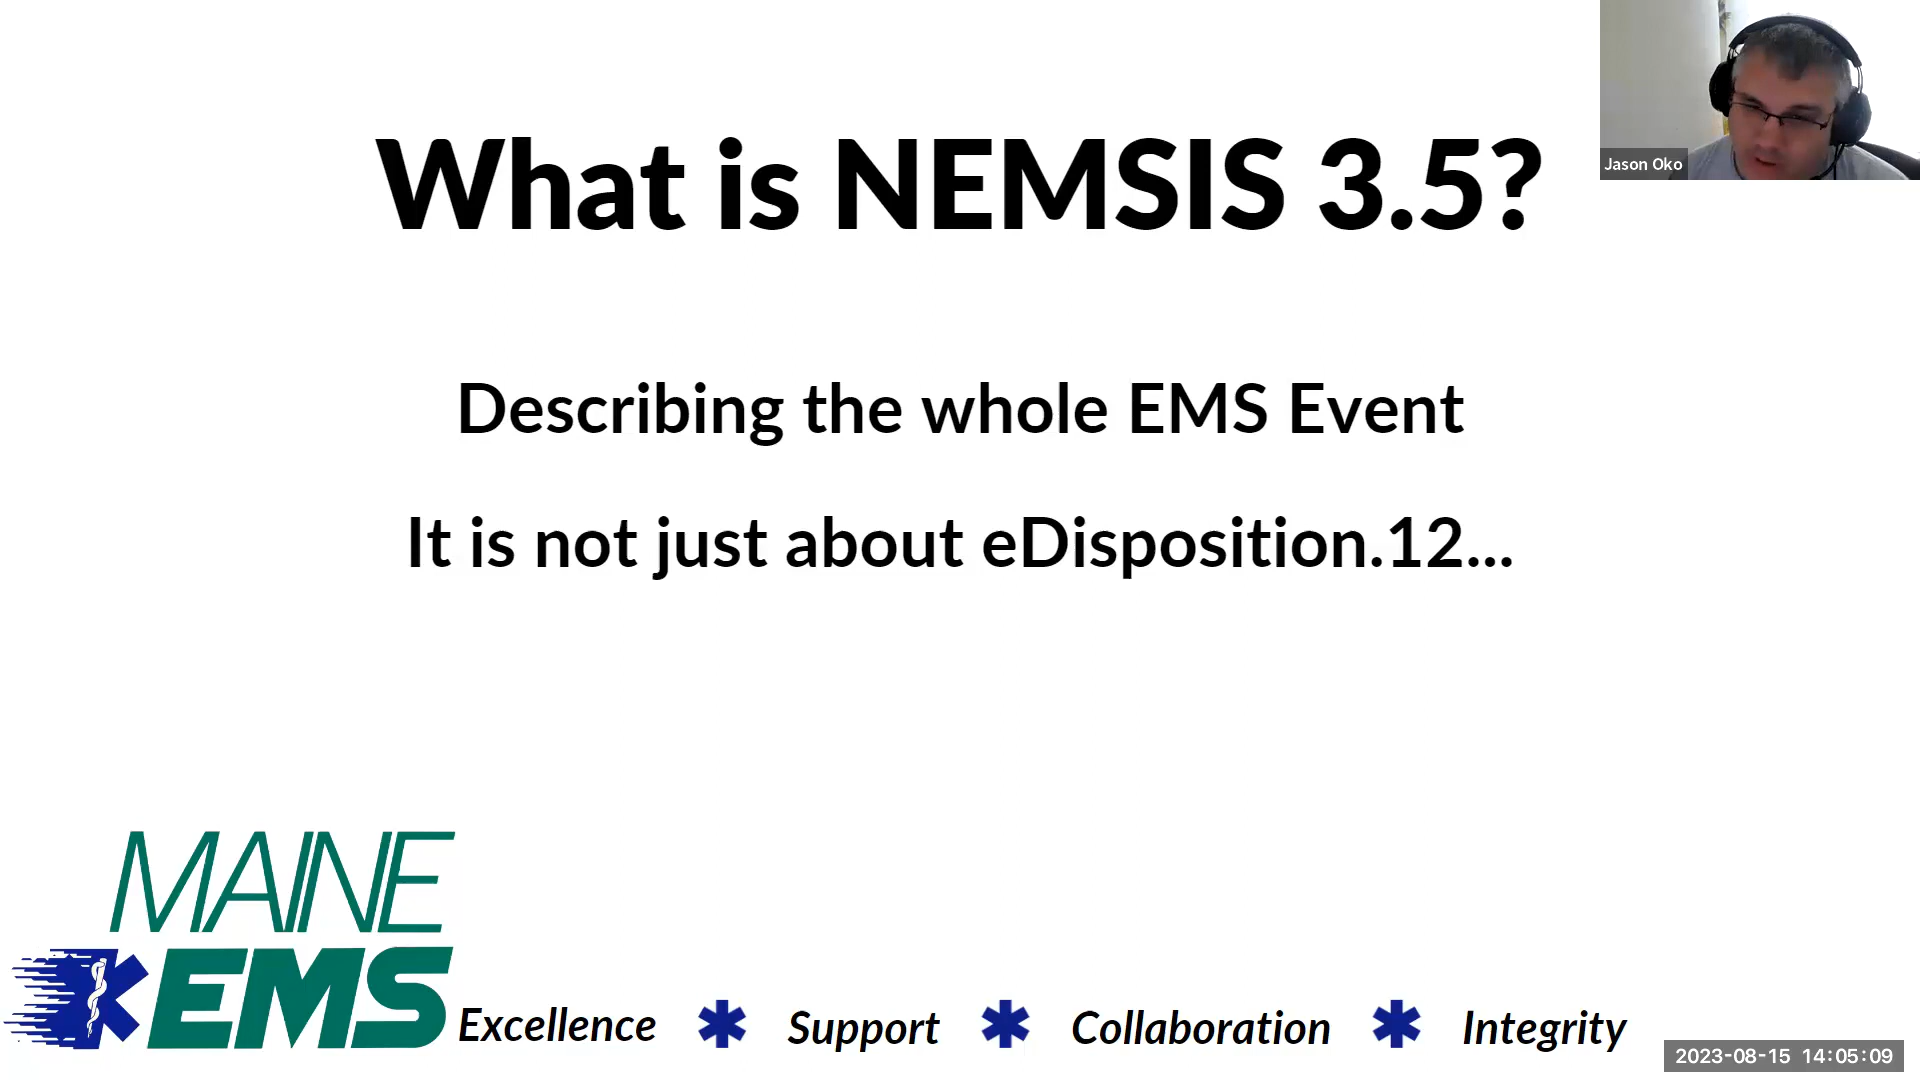 What is NEMSIS 3.5?
Jason Oko
Describing the whole EMS Event
It is not just about eDisposition.12...
MAINE
EMS
Excellence * Support * Collaboration * Integrity
2023-08-15 14:05:09